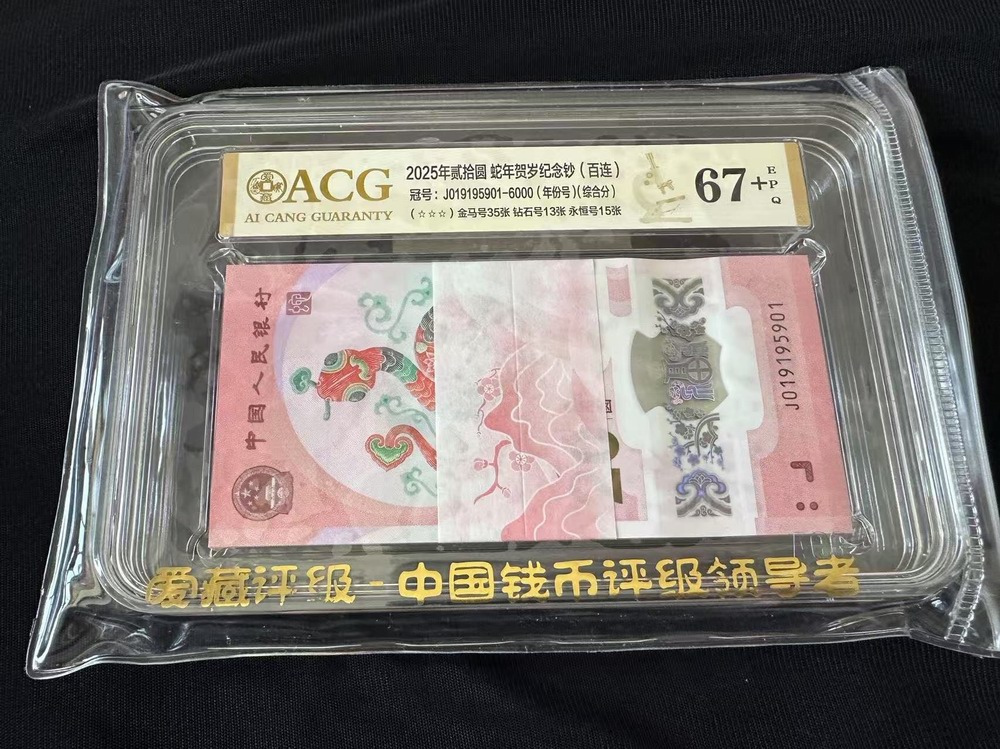 ACG
AI CANG GUARANTY
2025年贰拾圆 蛇年贺岁纪念钞（百连）
冠号：J019195901-6000（年份号）(综合分)
（☆☆☆）金马号35张 钻石号13张 永恒号15张
67+
EPQ
中国人民银行
J019195901
爱藏评级-中国钱币评级领导者